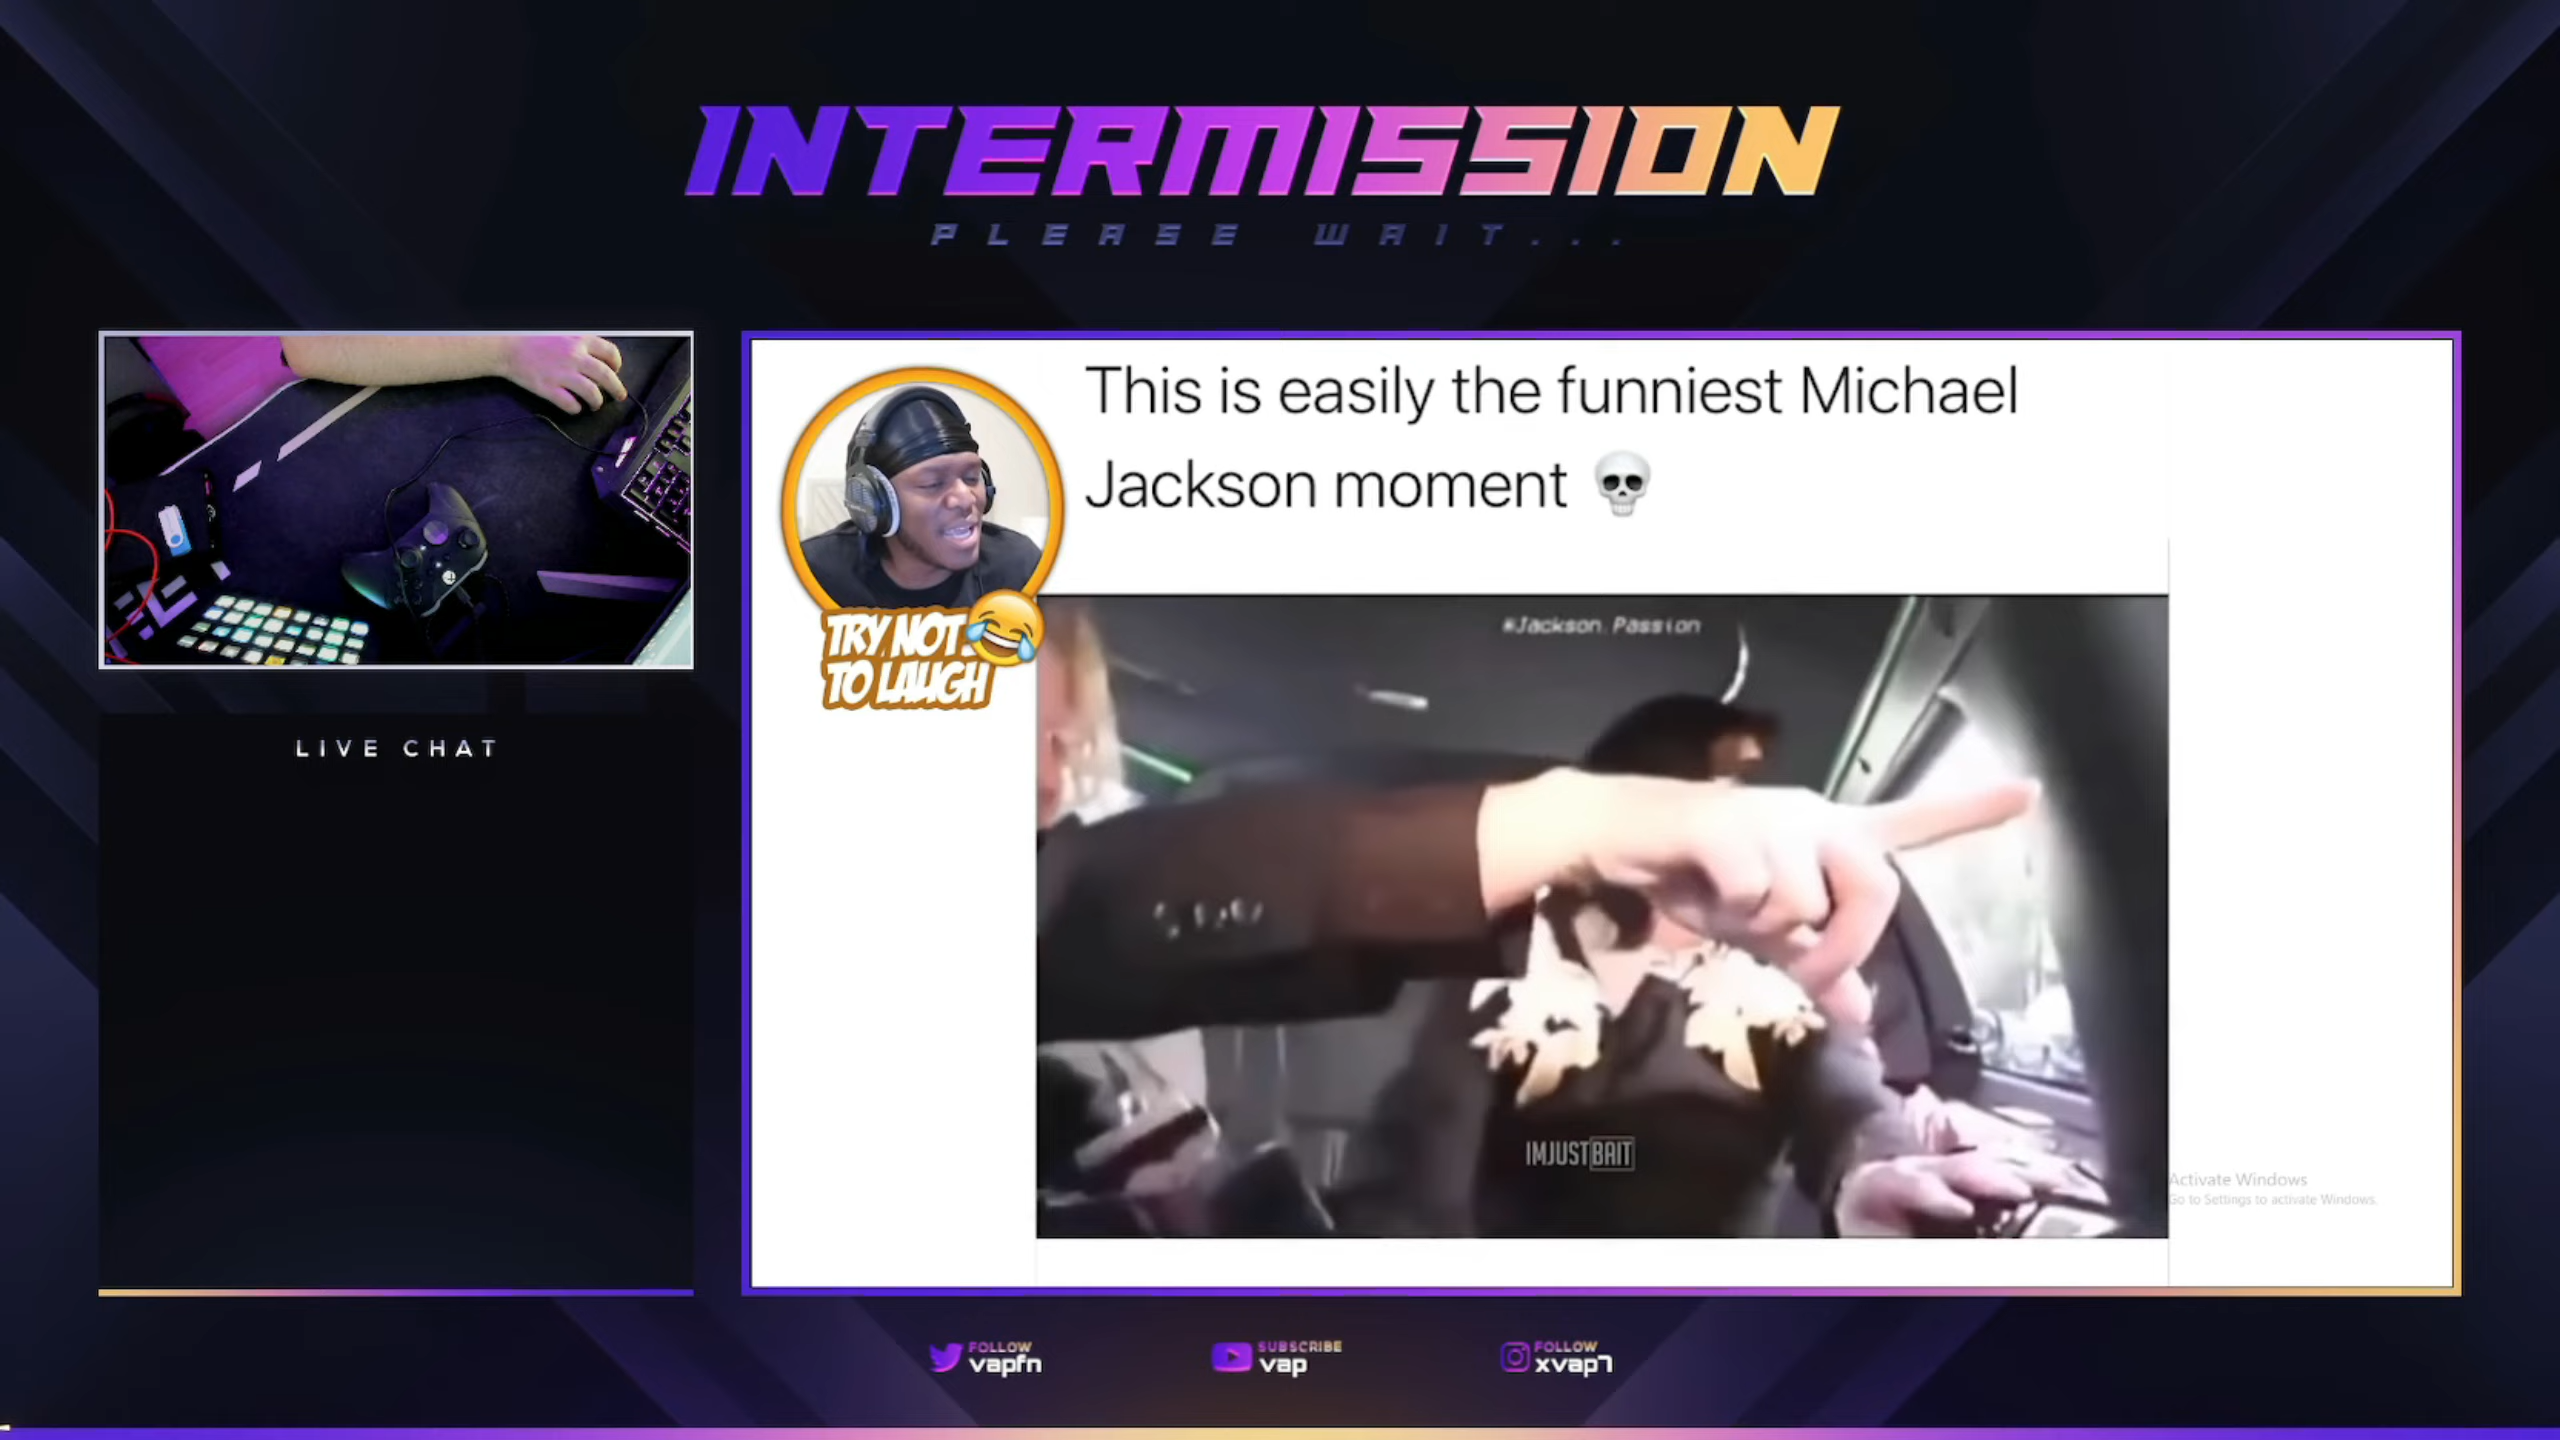 INTERMISSION
PLEASE WAIT...
This is easily the funniest Michael
Jackson moment 💀
TRY NOT
TO LAUGH
#Jackson.Passion
IMJUSTBAIT
LIVE CHAT
Activate Windows
Go to Settings to activate Windows.
FOLLOW
vapfn
SUBSCRIBE
vap
FOLLOW
xvap7